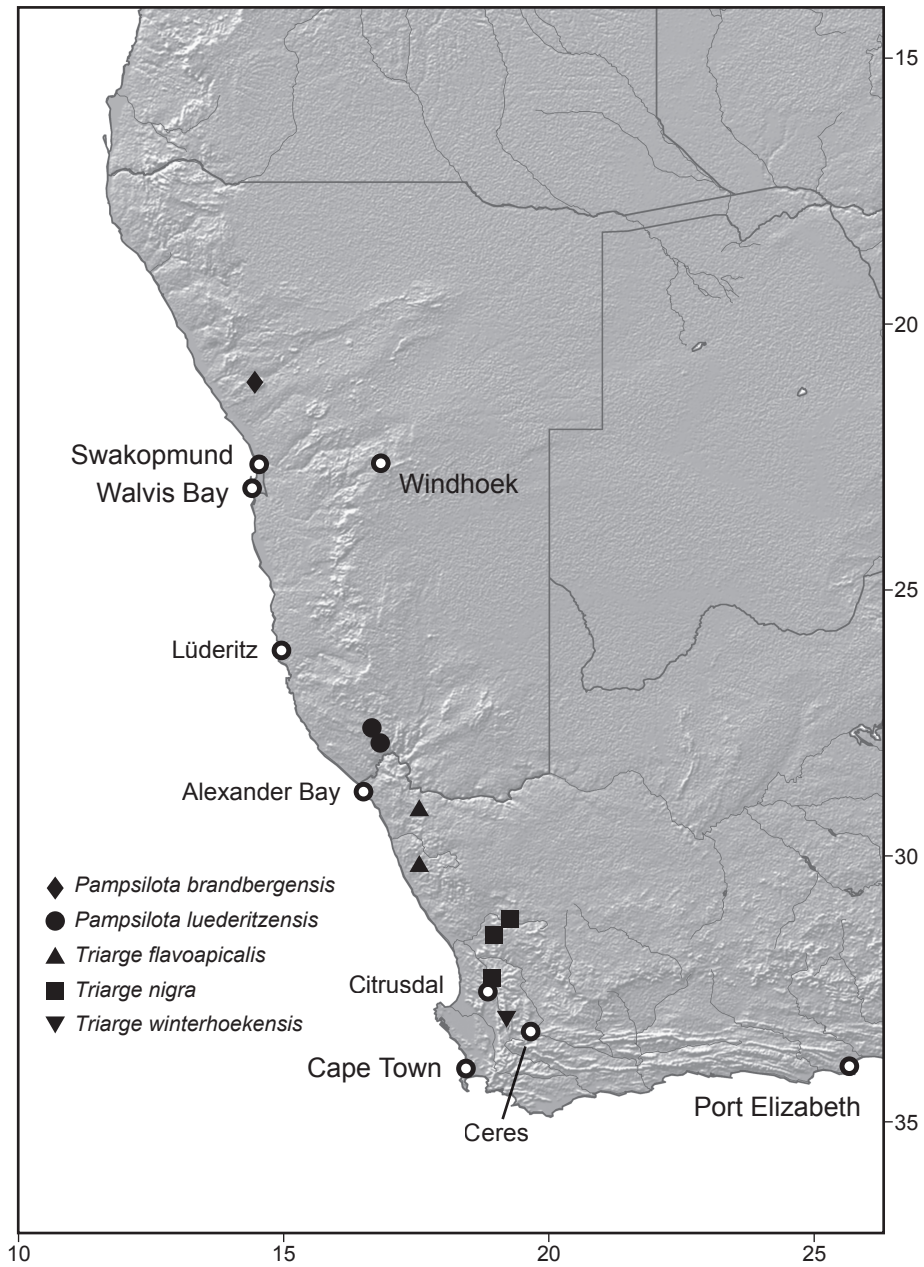 15
20
Swakopmund
Walvis Bay
Windhoek
25
Lüderitz
Alexander Bay
30
Pampsilota brandbergensis
Pampsilota luederitzensis
Triarge flavoapicalis
Triarge nigra
Triarge winterhoekensis
Citrusdal
Cape Town
Port Elizabeth
Ceres
35
10 15 20 25